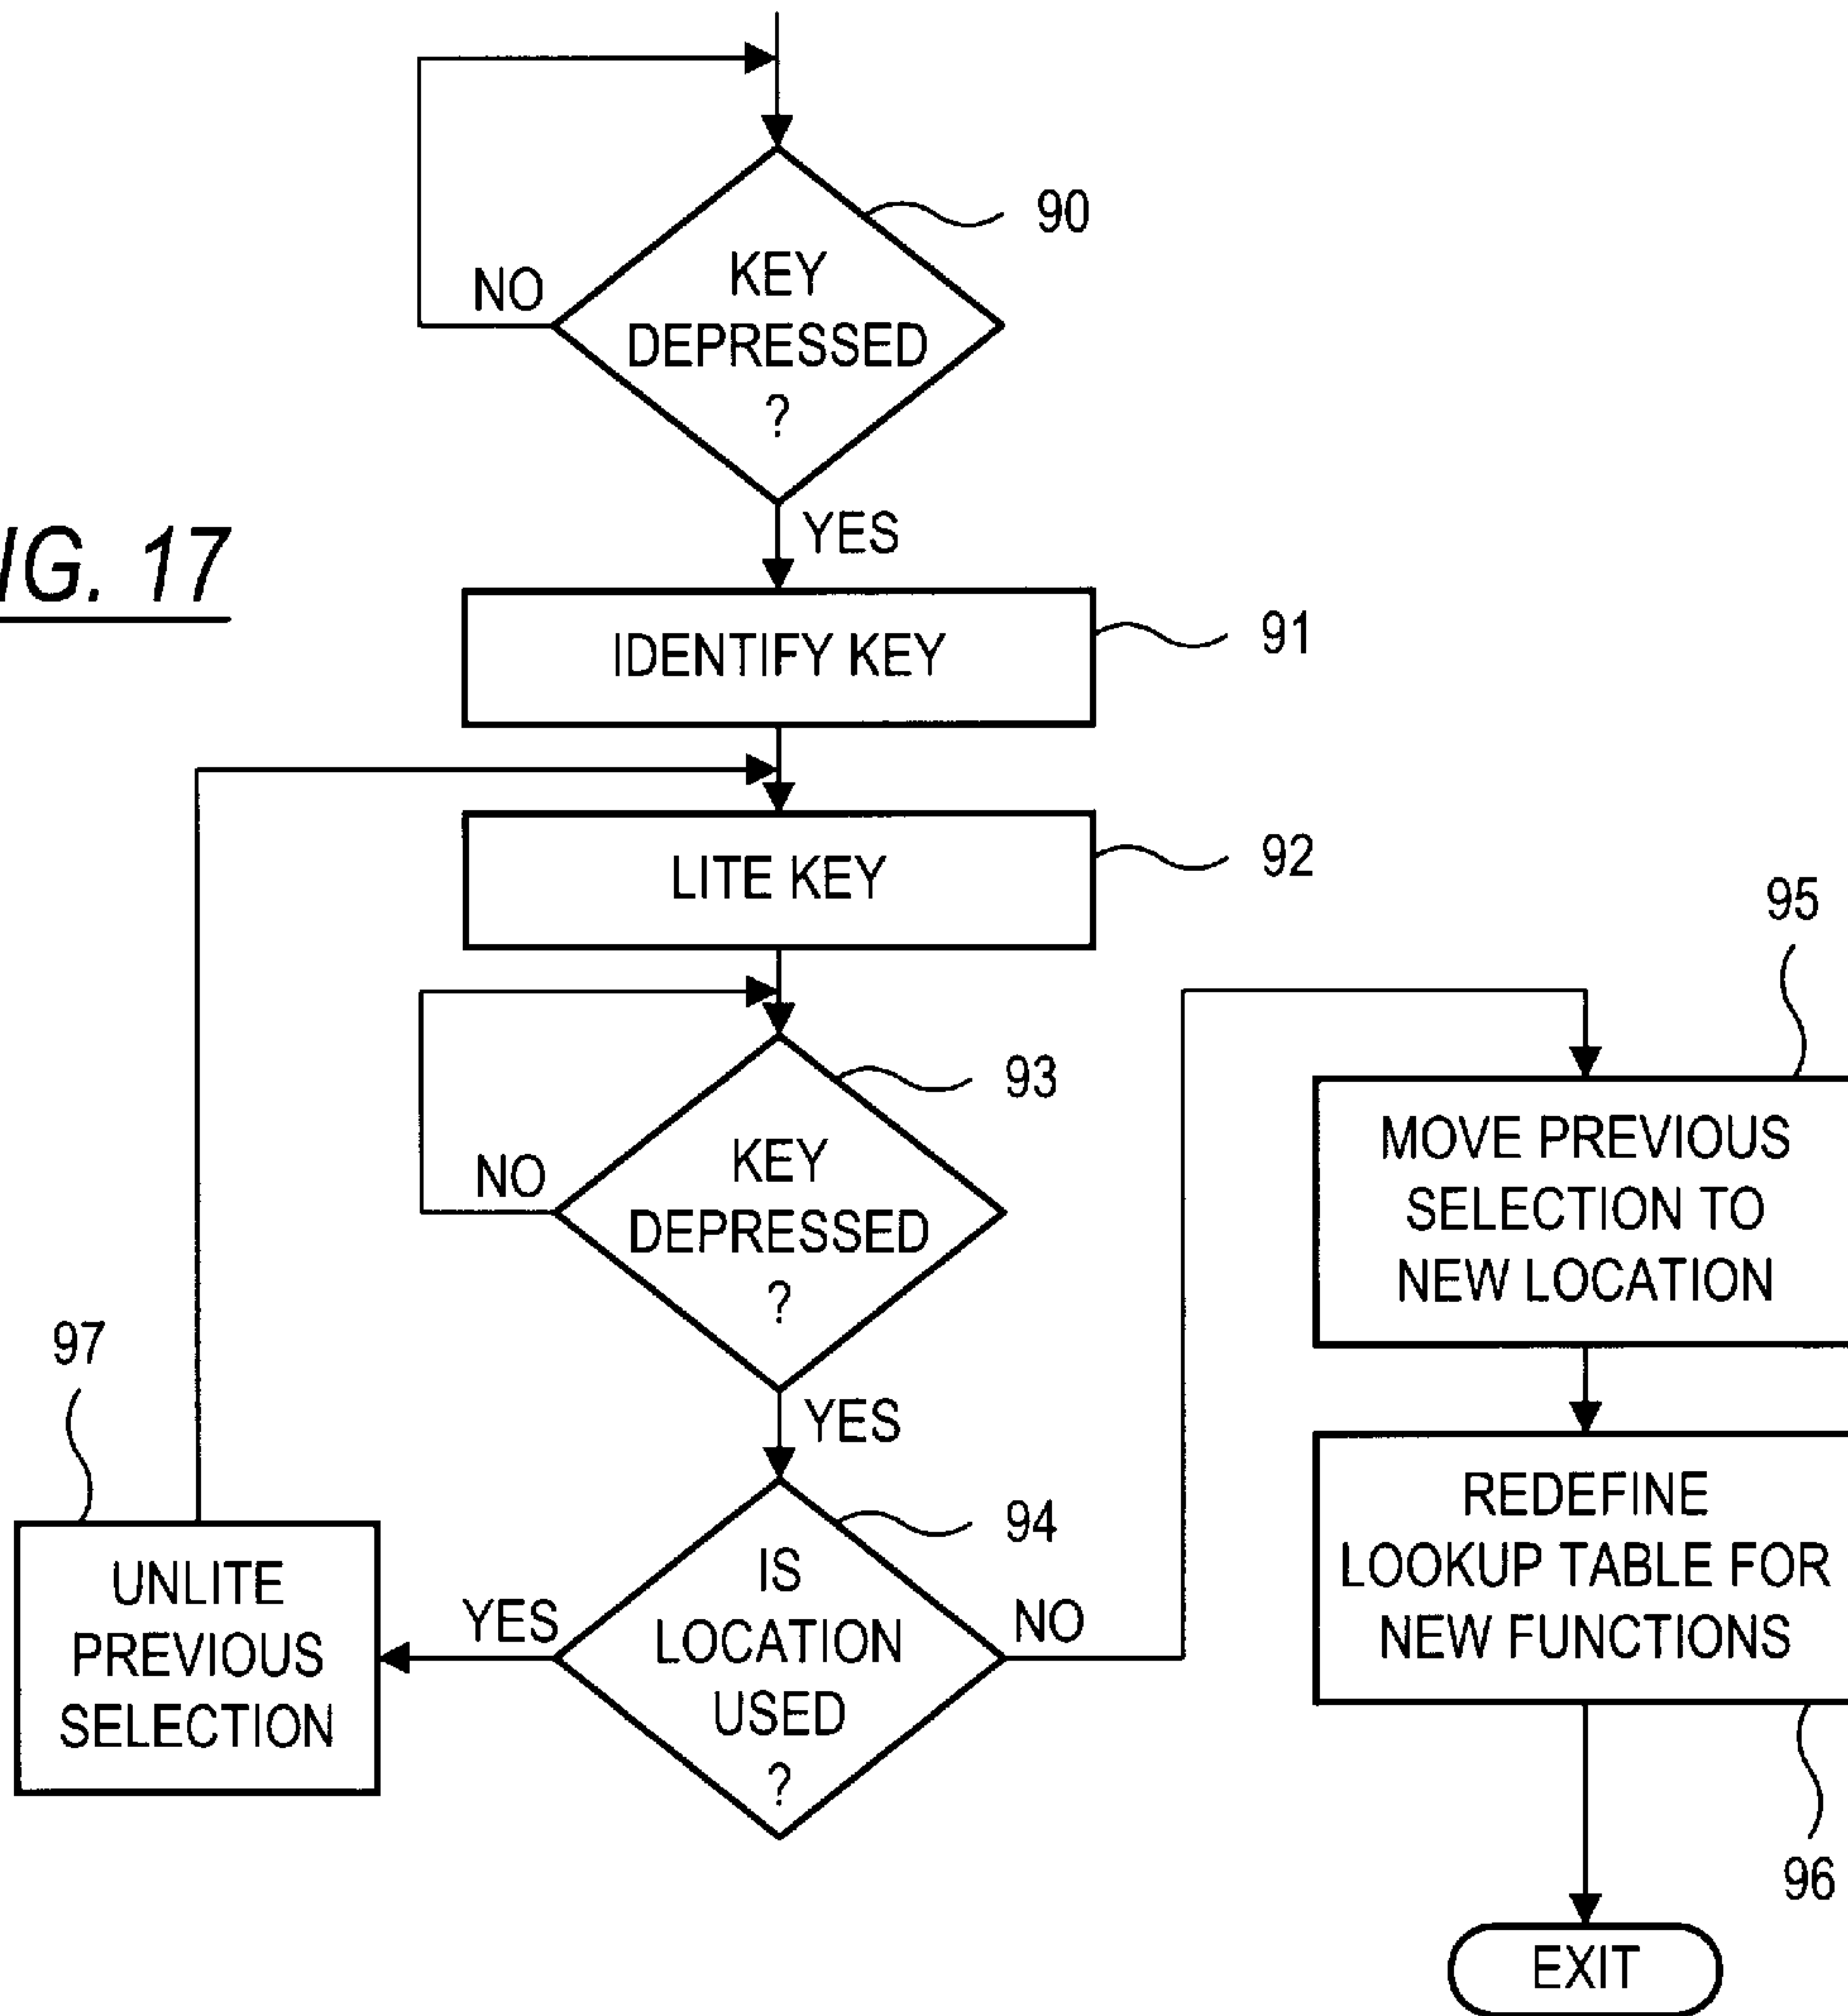 90
KEY
DEPRESSED
?
NO
YES
IG. 17
IDENTIFY KEY
91
LITE KEY
92
KEY
DEPRESSED
?
93
NO
YES
IS
LOCATION
USED
?
94
YES
NO
97
UNLITE
PREVIOUS
SELECTION
95
MOVE PREVIOUS
SELECTION TO
NEW LOCATION
REDEFINE
LOOKUP TABLE FOR
NEW FUNCTIONS
96
EXIT